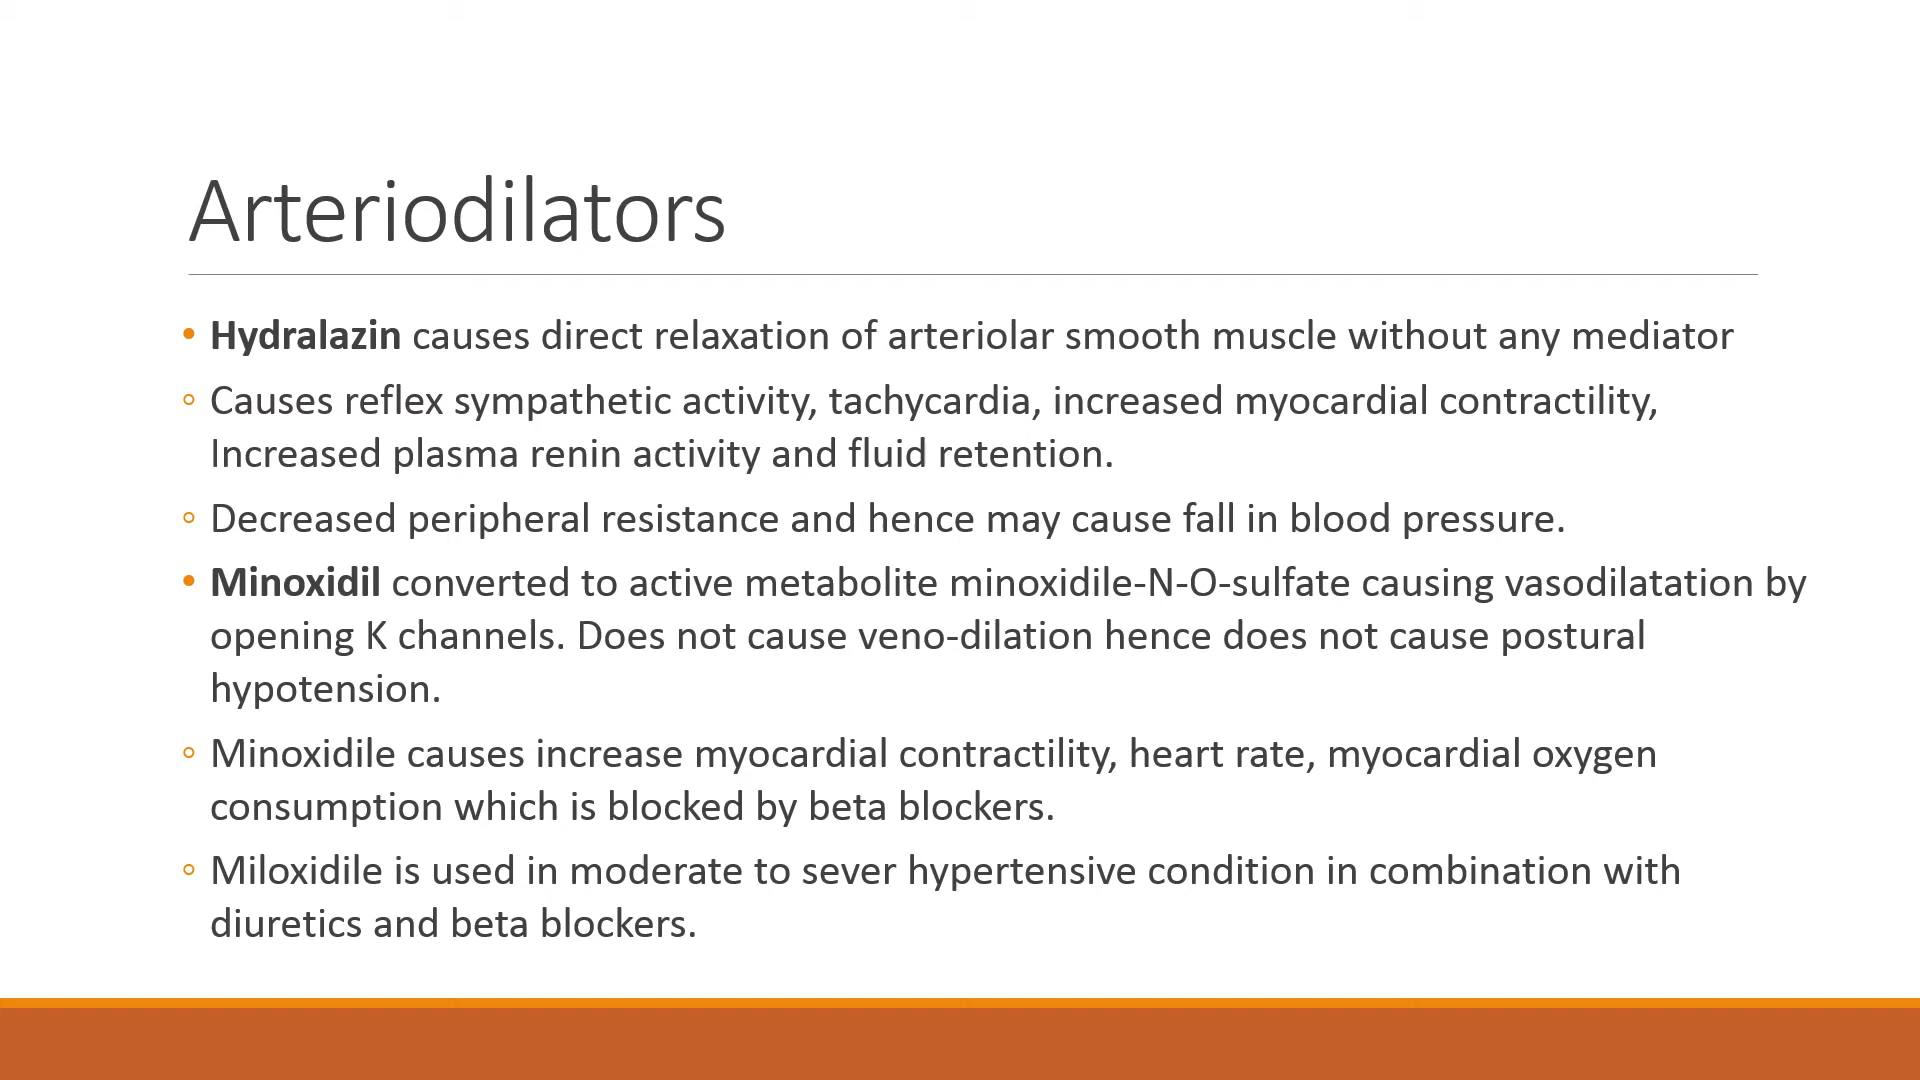 Arteriodilators
• Hydralazin causes direct relaxation of arteriolar smooth muscle without any mediator
◦ Causes reflex sympathetic activity, tachycardia, increased myocardial contractility,
Increased plasma renin activity and fluid retention.
◦ Decreased peripheral resistance and hence may cause fall in blood pressure.
• Minoxidil converted to active metabolite minoxidile-N-O-sulfate causing vasodilatation by
opening K channels. Does not cause veno-dilation hence does not cause postural
hypotension.
◦ Minoxidile causes increase myocardial contractility, heart rate, myocardial oxygen
consumption which is blocked by beta blockers.
◦ Miloxidile is used in moderate to sever hypertensive condition in combination with
diuretics and beta blockers.